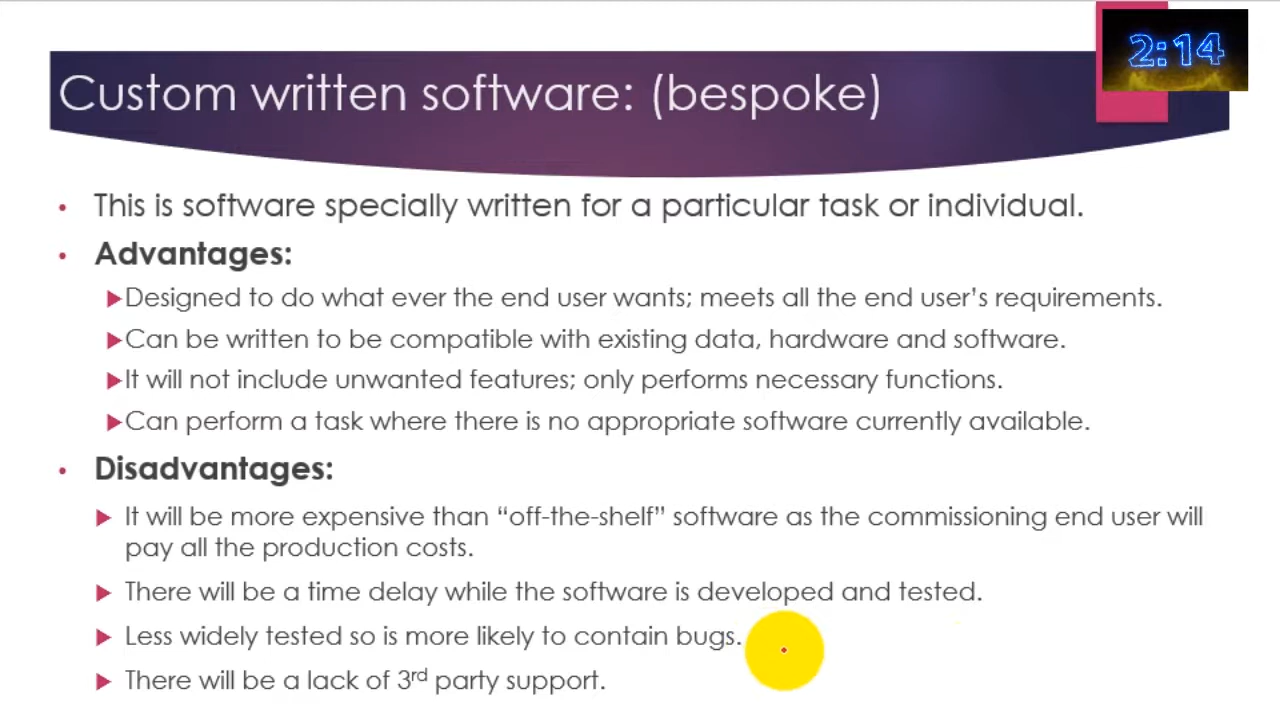 2:14
Custom written software: (bespoke)
• This is software specially written for a particular task or individual.
• Advantages:
▶Designed to do what ever the end user wants; meets all the end user’s requirements.
▶Can be written to be compatible with existing data, hardware and software.
▶It will not include unwanted features; only performs necessary functions.
▶Can perform a task where there is no appropriate software currently available.
• Disadvantages:
▶ It will be more expensive than “off-the-shelf” software as the commissioning end user will
pay all the production costs.
▶ There will be a time delay while the software is developed and tested.
▶ Less widely tested so is more likely to contain bugs.
▶ There will be a lack of 3rd party support.